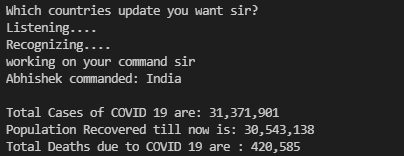 Which countries update you want sir?
Listening....
Recognizing....
working on your command sir
Abhishek commanded: India
Total Cases of COVID 19 are: 31,371,901
Population Recovered till now is: 30,543,138
Total Deaths due to COVID 19 are : 420,585